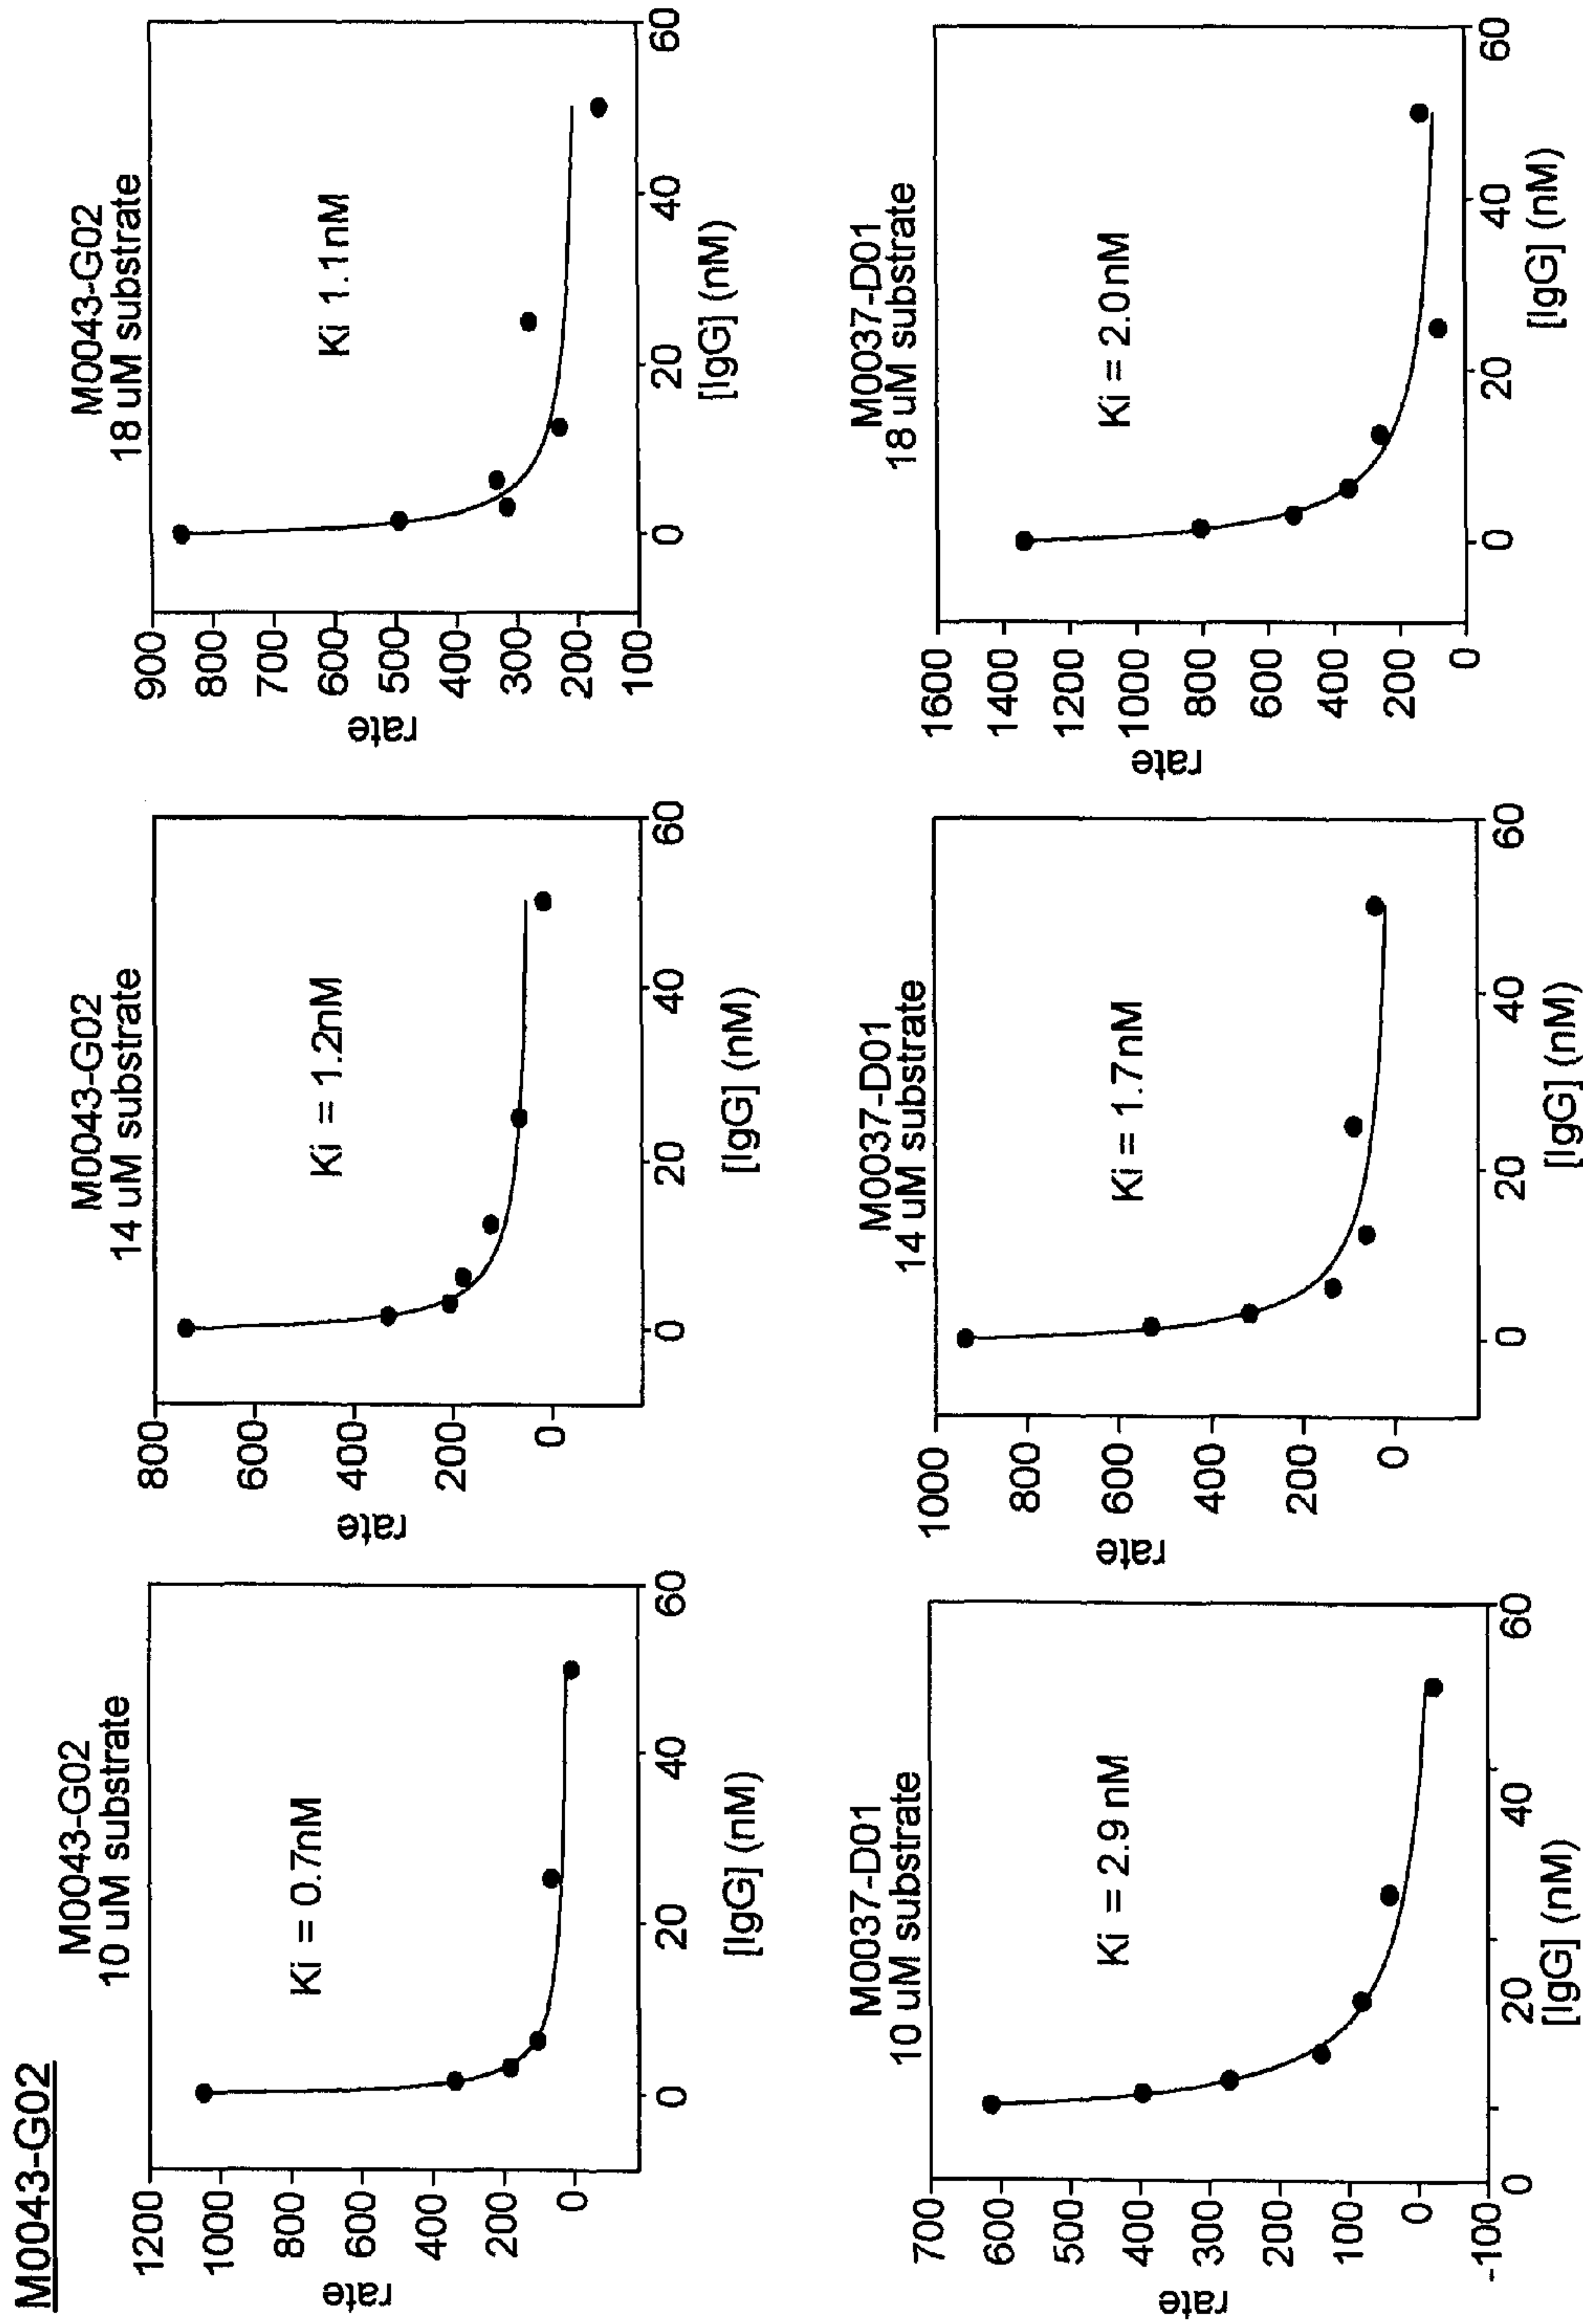 M0043-G02
M0043-G02
10 uM substrate
1200
1000
800
600
400
200
0
rate
Ki = 0.7nM
0
20
40
60
[IgG] (nM)
M0043-G02
14 uM substrate
800
600
400
200
0
rate
Ki = 1.2nM
0
20
40
60
[IgG] (nM)
M0043-G02
18 uM substrate
900
800
700
600
500
400
300
200
100
rate
Ki 1.1nM
0
20
40
60
[IgG] (nM)
M0037-D01
10 uM substrate
700
600
500
400
300
200
100
0
-100
rate
Ki = 2.9 nM
0
20
40
60
[IgG] (nM)
M0037-D01
14 uM substrate
1000
800
600
400
200
0
rate
Ki = 1.7nM
0
20
40
60
[IgG] (nM)
M0037-D01
18 uM substrate
1600
1400
1200
1000
800
600
400
200
0
rate
Ki = 2.0nM
0
20
40
60
[IgG] (nM)